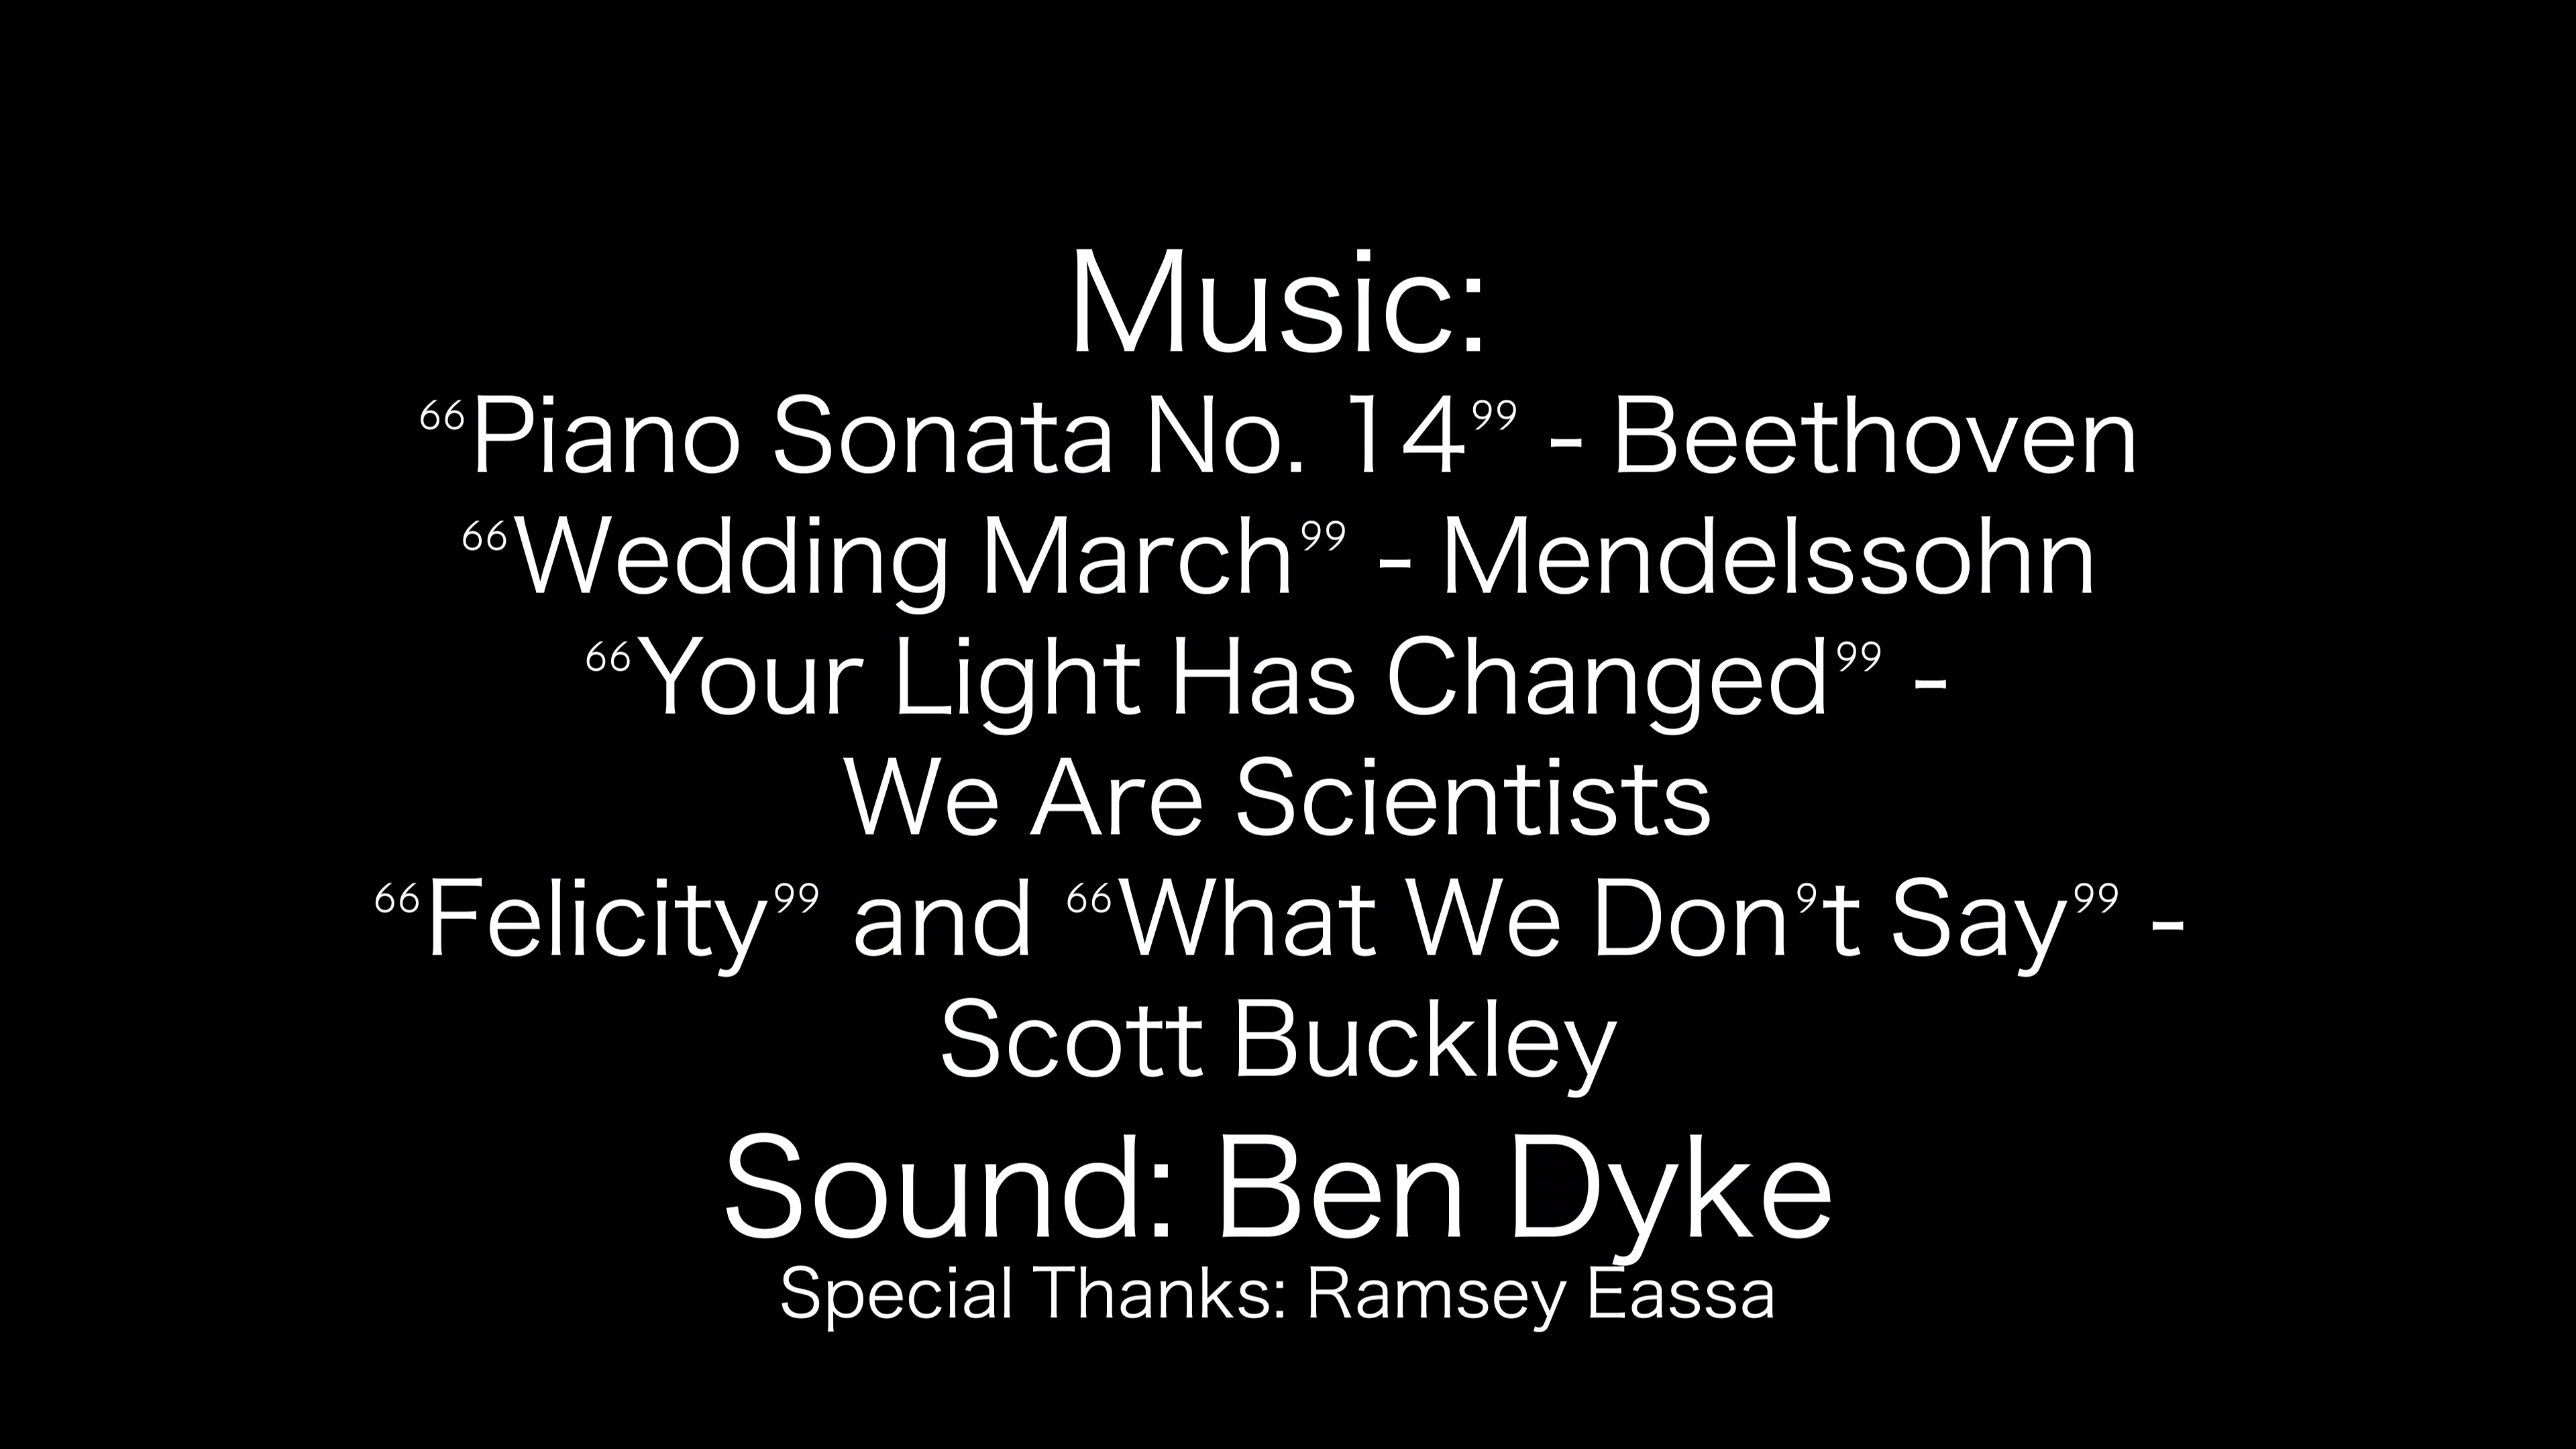 Music:
“Piano Sonata No. 14” - Beethoven
“Wedding March” - Mendelssohn
“Your Light Has Changed” -
We Are Scientists
“Felicity” and “What We Don’t Say” -
Scott Buckley
Sound: Ben Dyke
Special Thanks: Ramsey Eassa